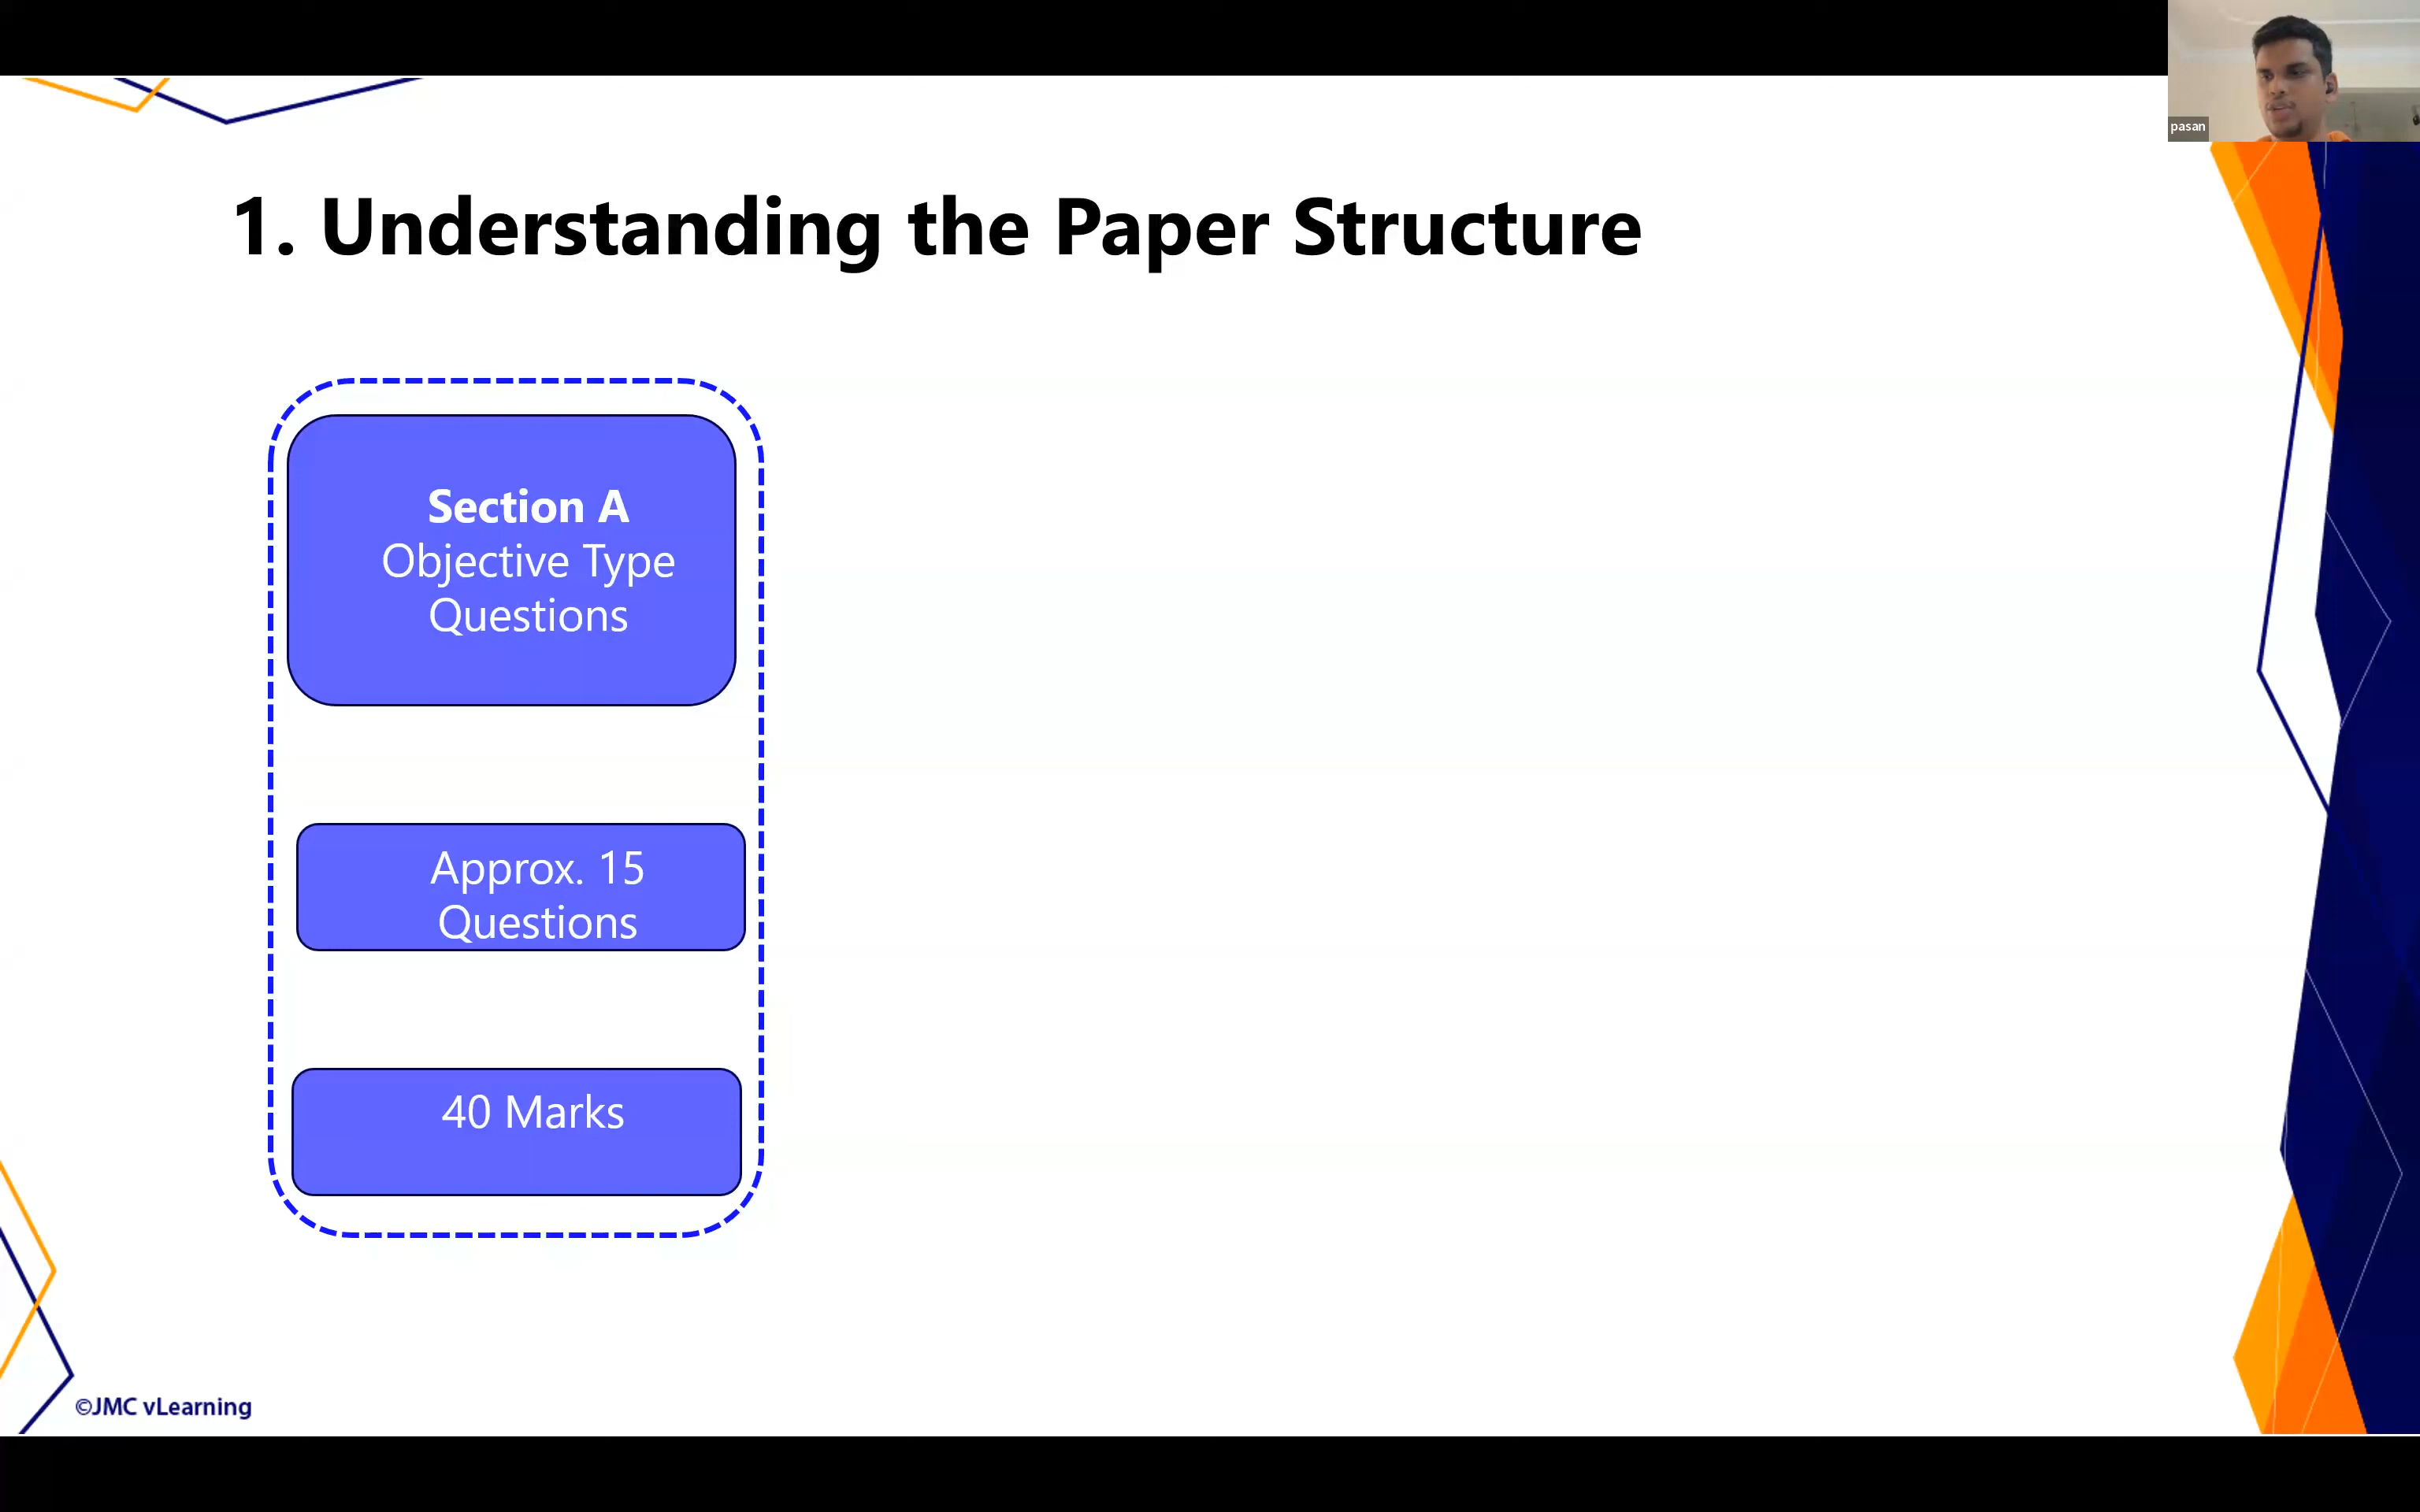 pasan
1. Understanding the Paper Structure
Section A
Objective Type
Questions
Approx. 15
Questions
40 Marks
©JMC vLearning